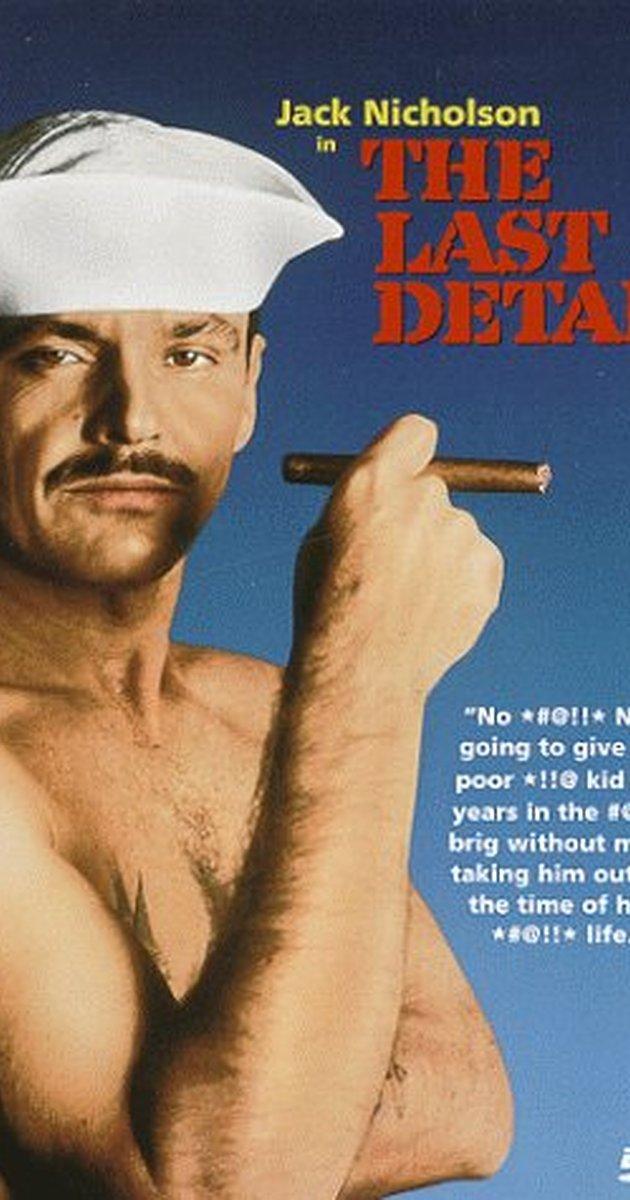 Jack Nicholson
in
THE
LAST
DETAI
"No *#@!!* N
going to give
poor *!!@ kid
years in the #@
brig without m
taking him out
the time of h
*#@!!* life.